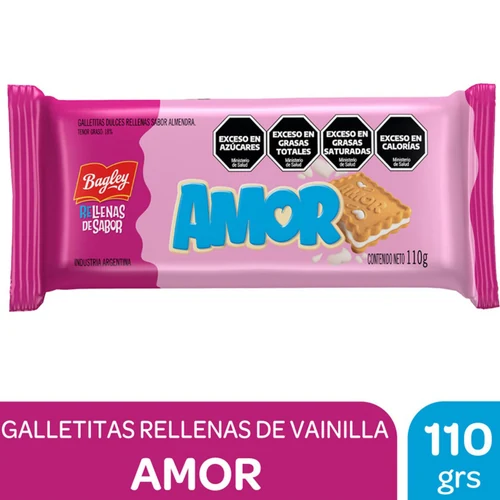 GALLETITAS DULCES RELLENAS SABOR ALMENDRA.
Bagley
RELLENAS
DE SABOR
INDUSTRIA ARGENTINA
EXCESO EN
AZÚCARES
Ministerio
de Salud
EXCESO EN
GRASAS
TOTALES
Ministerio
de Salud
EXCESO EN
GRASAS
SATURADAS
Ministerio
de Salud
EXCESO EN
CALORÍAS
Ministerio
de Salud
AMOR
AMOR
CONTENIDO NETO 110g
GALLETITAS RELLENAS DE VAINILLA
AMOR
110
grs